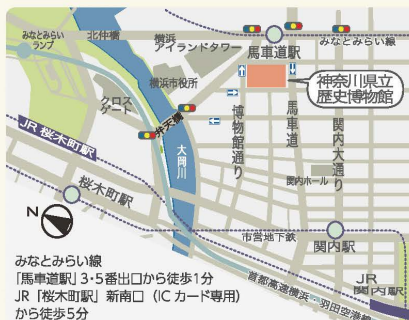 みなとみらい
ランプ
北仲橋
横浜
アイランドタワー
馬車道駅
みなとみらい線
横浜市役所
神奈川県立
歴史博物館
クロス
ゲート
弁天橋
大岡川
博物館通り
馬車道
関内大通り
関内ホール
JR 桜木町駅
桜木町駅
N
市営地下鉄
関内駅
首都高速横浜・羽田空港線
JR
関内駅
みなとみらい線
「馬車道駅」3・5番出口から徒歩1分
JR「桜木町駅」新南口(ICカード専用)
から徒歩5分